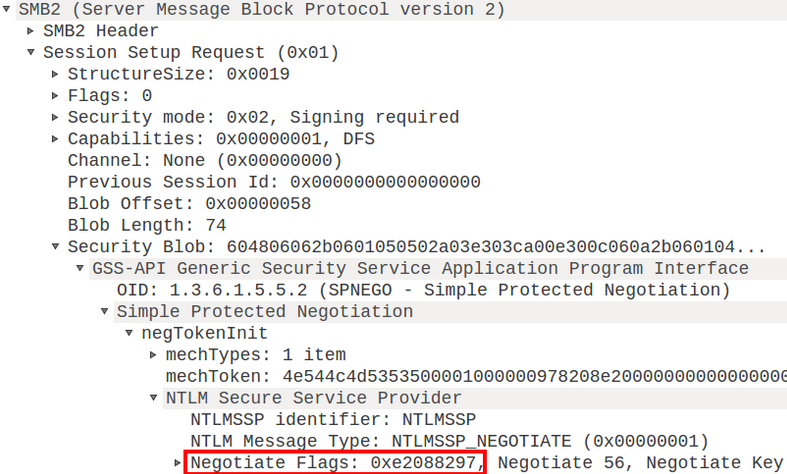 SMB2 (Server Message Block Protocol version 2)
SMB2 Header
Session Setup Request (0x01)
StructureSize: 0x0019
Flags: 0
Security mode: 0x02, Signing required
Capabilities: 0x00000001, DFS
Channel: None (0x00000000)
Previous Session Id: 0x0000000000000000
Blob Offset: 0x00000058
Blob Length: 74
Security Blob: 604806062b0601050502a03e303ca00e300c060a2b060104...
GSS-API Generic Security Service Application Program Interface
OID: 1.3.6.1.5.5.2 (SPNEGO - Simple Protected Negotiation)
Simple Protected Negotiation
negTokenInit
mechTypes: 1 item
mechToken: 4e544c4d5353500001000000978208e20000000000000000
NTLM Secure Service Provider
NTLMSSP identifier: NTLMSSP
NTLM Message Type: NTLMSSP_NEGOTIATE (0x00000001)
Negotiate Flags: 0xe2088297, Negotiate 56, Negotiate Key